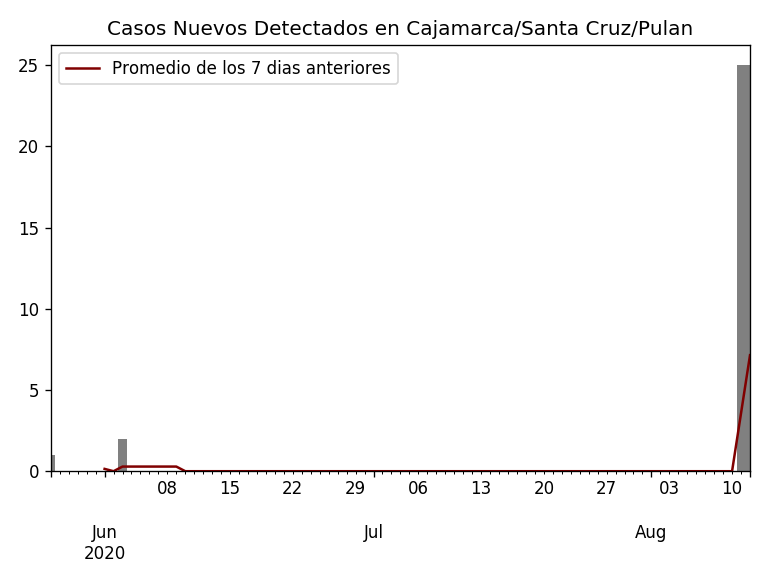 Casos Nuevos Detectados en Cajamarca/Santa Cruz/Pulan
Promedio de los 7 dias anteriores
25
20
15
10
5
0
08 15 22 29 06 13 20 27 03 10
Jun Jul Aug
2020